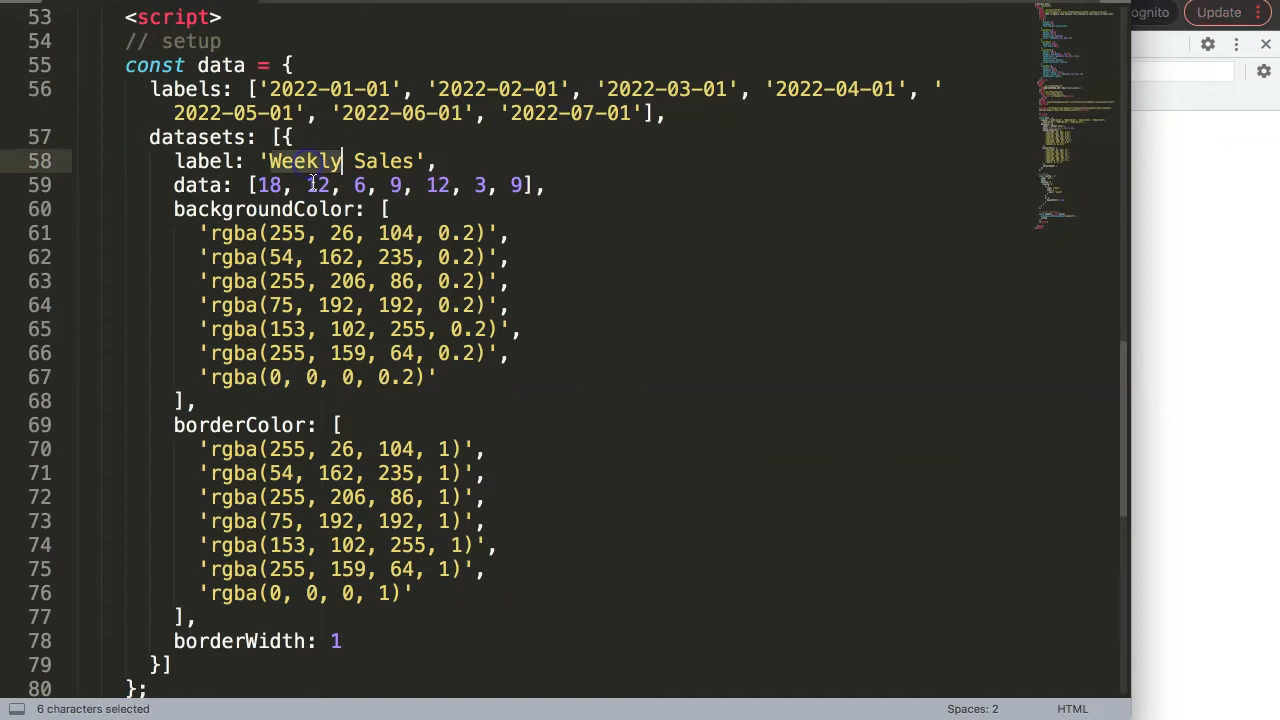 53 <script>
54 // setup
55 const data = {
56 labels: ['2022-01-01', '2022-02-01', '2022-03-01', '2022-04-01', '
2022-05-01', '2022-06-01', '2022-07-01'],
57 datasets: [{
58 label: 'Weekly Sales',
59 data: [18, 12, 6, 9, 12, 3, 9],
60 backgroundColor: [
61 'rgba(255, 26, 104, 0.2)',
62 'rgba(54, 162, 235, 0.2)',
63 'rgba(255, 206, 86, 0.2)',
64 'rgba(75, 192, 192, 0.2)',
65 'rgba(153, 102, 255, 0.2)',
66 'rgba(255, 159, 64, 0.2)',
67 'rgba(0, 0, 0, 0.2)'
68 ],
69 borderColor: [
70 'rgba(255, 26, 104, 1)',
71 'rgba(54, 162, 235, 1)',
72 'rgba(255, 206, 86, 1)',
73 'rgba(75, 192, 192, 1)',
74 'rgba(153, 102, 255, 1)',
75 'rgba(255, 159, 64, 1)',
76 'rgba(0, 0, 0, 1)'
77 ],
78 borderWidth: 1
79 }]
80 };
6 characters selected
Spaces: 2
HTML
ognito
Update